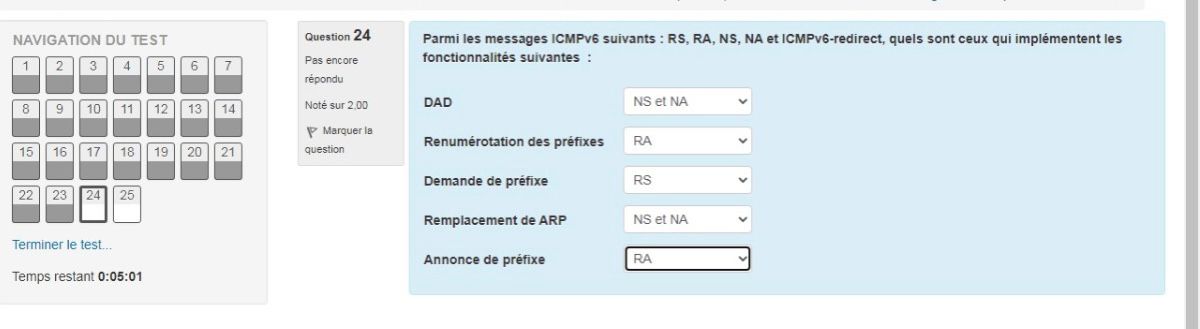 NAVIGATION DU TEST
1 2 3 4 5 6 7
8 9 10 11 12 13 14
15 16 17 18 19 20 21
22 23 24 25
Terminer le test...
Temps restant 0:05:01
Question 24
Pas encore
répondu
Noté sur 2,00
Marquer la
question
Parmi les messages ICMPv6 suivants : RS, RA, NS, NA et ICMPv6-redirect, quels sont ceux qui implémentent les
fonctionnalités suivantes :
DAD NS et NA
Renumérotation des préfixes RA
Demande de préfixe RS
Remplacement de ARP NS et NA
Annonce de préfixe RA